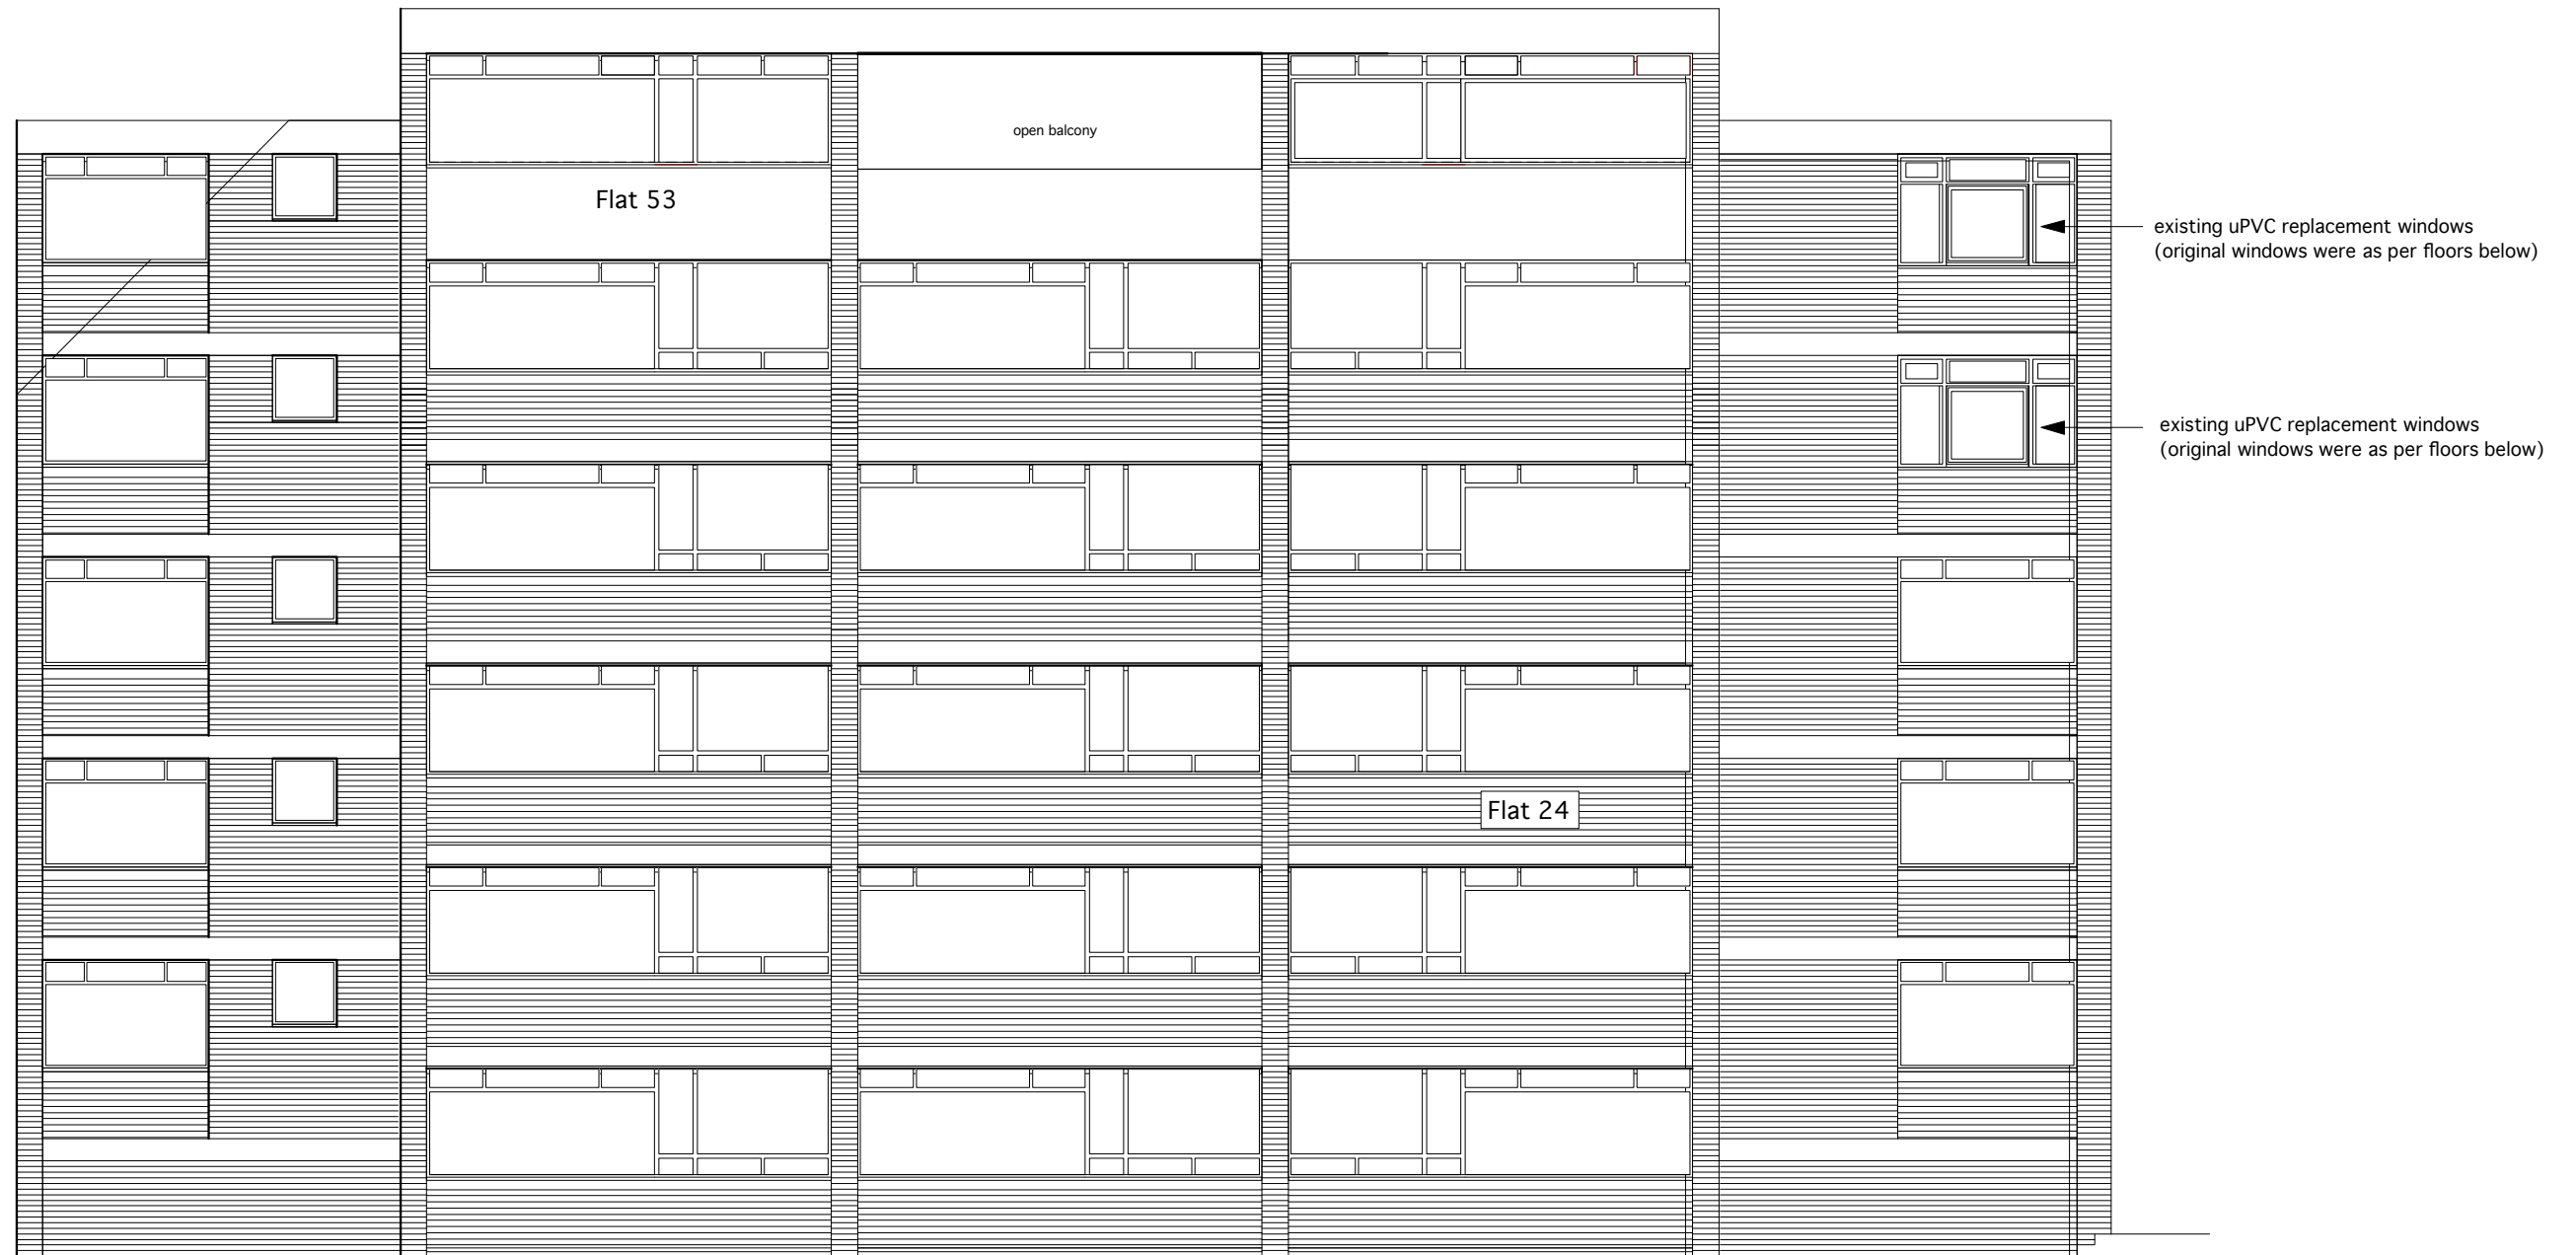 open balcony
Flat 53
existing uPVC replacement windows
(original windows were as per floors below)
existing uPVC replacement windows
(original windows were as per floors below)
Flat 24